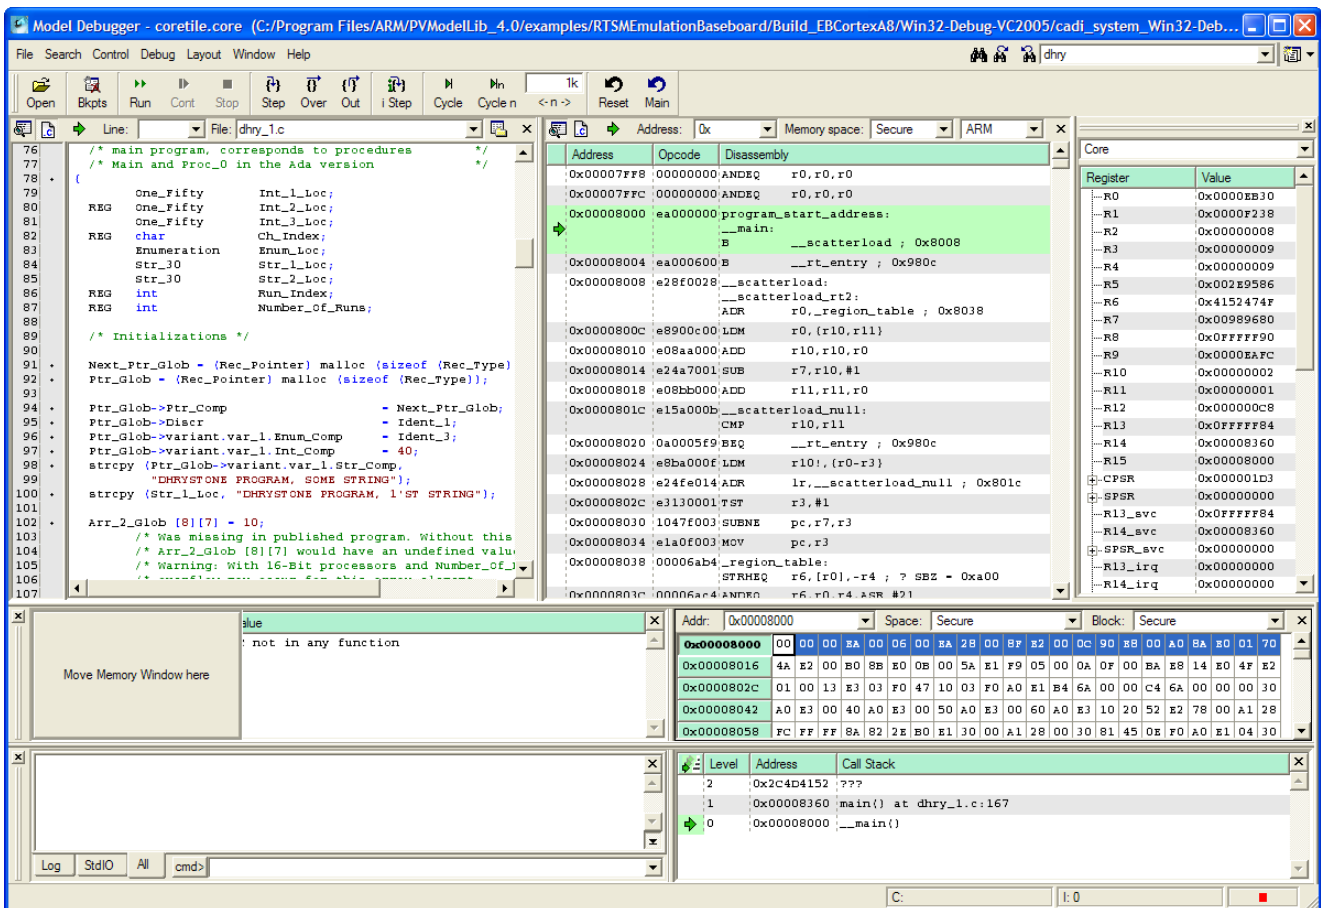 Model Debugger - coretile.core (C:/Program Files/ARM/PVModelLib_4.0/examples/RTSMEmulationBaseboard/Build_EBCortexA8/Win32-Debug-VC2005/cadi_system_Win32-Deb...
File Search Control Debug Layout Window Help
dhry
Open Bkpts Run Cont Stop Step Over Out i Step Cycle Cycle n <- n -> 1k Reset Main
Line: File: dhry_1.c
76 /* main program, corresponds to procedures */
77 /* Main and Proc_0 in the Ada version */
78 {
79 One_Fifty Int_1_Loc;
80 REG One_Fifty Int_2_Loc;
81 One_Fifty Int_3_Loc;
82 REG char Ch_Index;
83 Enumeration Enum_Loc;
84 Str_30 Str_1_Loc;
85 Str_30 Str_2_Loc;
86 REG int Run_Index;
87 REG int Number_Of_Runs;
88
89 /* Initializations */
90
91 Next_Ptr_Glob = (Rec_Pointer) malloc (sizeof (Rec_Type)
92 Ptr_Glob = (Rec_Pointer) malloc (sizeof (Rec_Type));
93
94 Ptr_Glob->Ptr_Comp = Next_Ptr_Glob;
95 Ptr_Glob->Discr = Ident_1;
96 Ptr_Glob->variant.var_1.Enum_Comp = Ident_3;
97 Ptr_Glob->variant.var_1.Int_Comp = 40;
98 strcpy (Ptr_Glob->variant.var_1.Str_Comp,
99 "DHRYSTONE PROGRAM, SOME STRING");
100 strcpy (Str_1_Loc, "DHRYSTONE PROGRAM, 1'ST STRING");
101
102 Arr_2_Glob [8][7] = 10;
103 /* Was missing in published program. Without this
104 /* Arr_2_Glob [8][7] would have an undefined valu
105 /* Warning: With 16-Bit processors and Number_Of_
106
107
Address: 0x Memory space: Secure ARM
Address Opcode Disassembly
0x00007FF8 00000000 ANDEQ r0,r0,r0
0x00007FFC 00000000 ANDEQ r0,r0,r0
0x00008000 ea000000 program_start_address:
__main:
B __scatterload ; 0x8008
0x00008004 ea000600 B __rt_entry ; 0x980c
0x00008008 e28f0028 __scatterload:
__scatterload_rt2:
ADR r0,_region_table ; 0x8038
0x0000800C e8900c00 LDM r0,{r10,r11}
0x00008010 e08aa000 ADD r10,r10,r0
0x00008014 e24a7001 SUB r7,r10,#1
0x00008018 e08bb000 ADD r11,r11,r0
0x0000801C e15a000b __scatterload_null:
CMP r10,r11
0x00008020 0a0005f9 BEQ __rt_entry ; 0x980c
0x00008024 e8ba000f LDM r10!,{r0-r3}
0x00008028 e24fe014 ADR lr,__scatterload_null ; 0x801c
0x0000802C e3130001 TST r3,#1
0x00008030 1047f003 SUBNE pc,r7,r3
0x00008034 e1a0f003 MOV pc,r3
0x00008038 00006ab4 _region_table:
STRHEQ r6,[r0],-r4 ; ? SBZ = 0xa00
0x0000803C 00006ac4 ANDEQ r6,r0,r4,ASR #21
Core
Register Value
R0 0x0000EB30
R1 0x0000F238
R2 0x00000008
R3 0x00000009
R4 0x00000009
R5 0x002E9586
R6 0x4152474F
R7 0x00989680
R8 0x0FFFFF90
R9 0x0000EAFC
R10 0x00000002
R11 0x00000001
R12 0x000000C8
R13 0x0FFFFF84
R14 0x00008360
R15 0x00008000
CPSR 0x000001D3
SPSR 0x00000000
R13_svc 0x0FFFFF84
R14_svc 0x00008360
SPSR_svc 0x00000000
R13_irq 0x00000000
R14_irq 0x00000000
Move Memory Window here
alue
not in any function
Addr: 0x00008000 Space: Secure Block: Secure
0x00008000 00 00 00 EA 00 06 00 EA 28 00 8F E2 00 0C 90 E8 00 A0 8A E0 01 70
0x00008016 4A E2 00 B0 8B E0 0B 00 5A E1 F9 05 00 0A 0F 00 BA E8 14 E0 4F E2
0x0000802C 01 00 13 E3 03 F0 47 10 03 F0 A0 E1 B4 6A 00 00 C4 6A 00 00 00 30
0x00008042 A0 E3 00 40 A0 E3 00 50 A0 E3 00 60 A0 E3 10 20 52 E2 78 00 A1 28
0x00008058 FC FF FF 8A 82 2E B0 E1 30 00 A1 28 00 30 81 45 0E F0 A0 E1 04 30
Level Address Call Stack
2 0x2C4D4152 ???
1 0x00008360 main() at dhry_1.c:167
0 0x00008000 __main()
Log StdIO All cmd>
C: I: 0